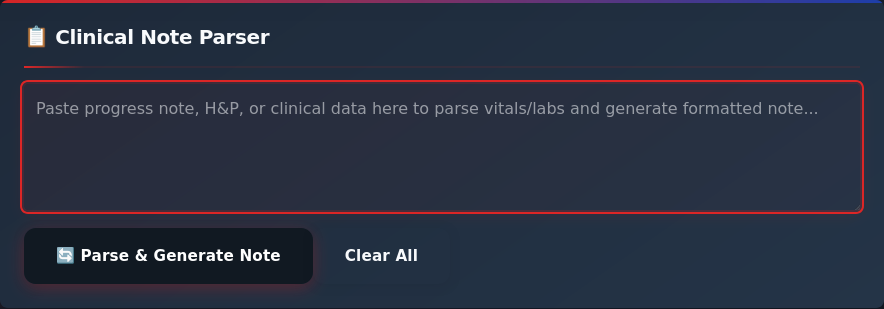 📋 Clinical Note Parser
Paste progress note, H&P, or clinical data here to parse vitals/labs and generate formatted note...
🔄 Parse & Generate Note
Clear All